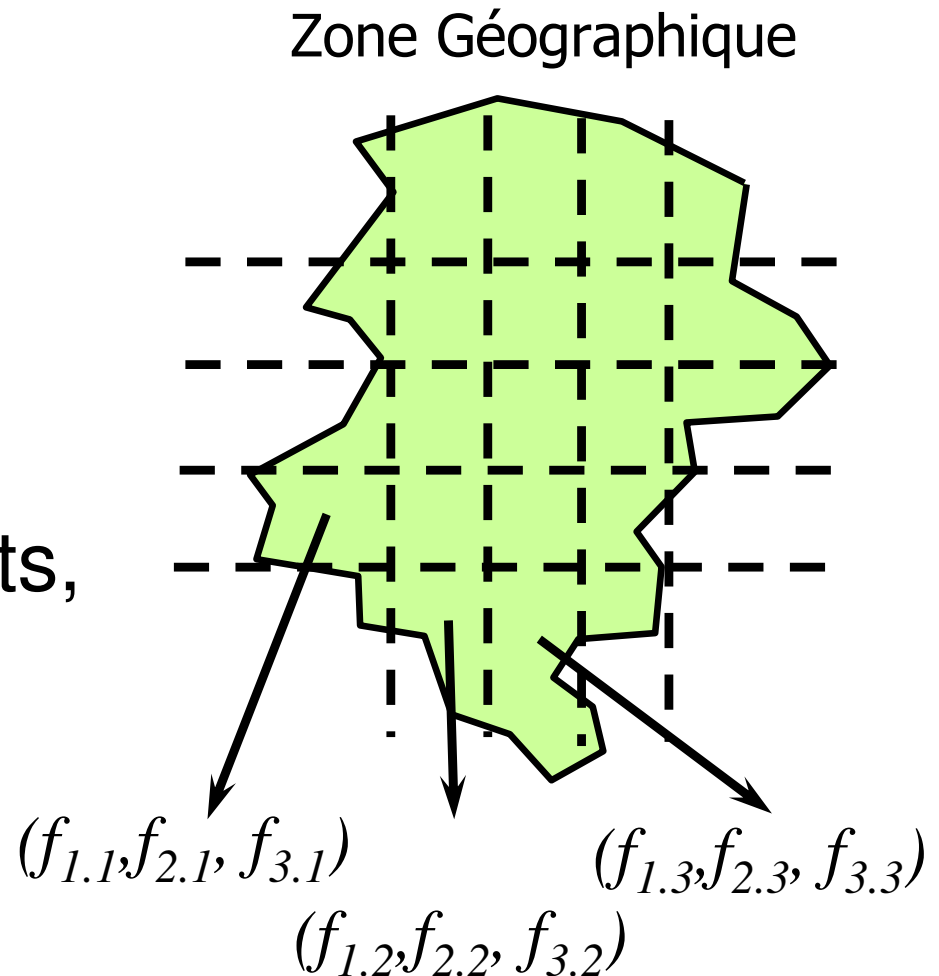 Zone Géographique
ts,
(f1.1,f2.1, f3.1)
(f1.3,f2.3, f3.3)
(f1.2,f2.2, f3.2)